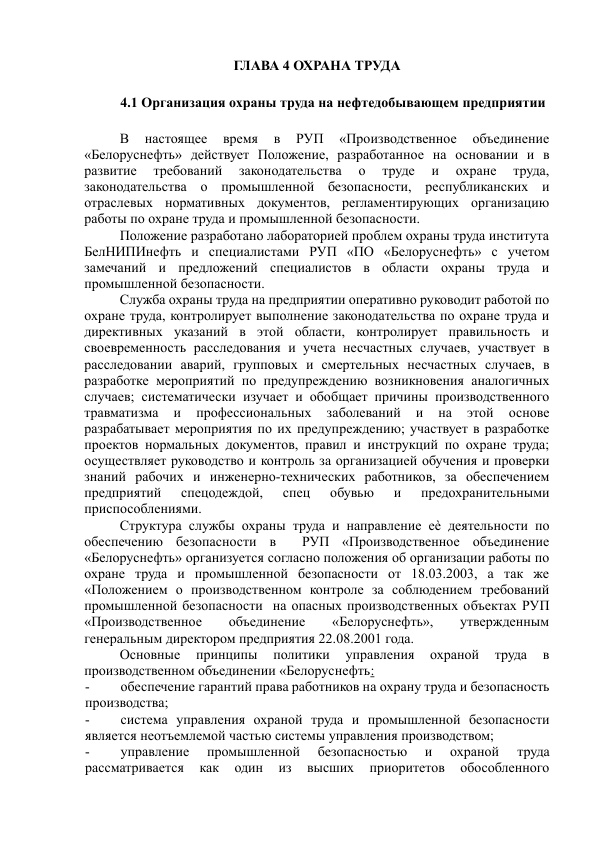 ГЛАВА 4 ОХРАНА ТРУДА
4.1 Организация охраны труда на нефтедобывающем предприятии
В настоящее время в РУП «Производственное объединение
«Белоруснефть» действует Положение, разработанное на основании и в
развитие требований законодательства о труде и охране труда,
законодательства о промышленной безопасности, республиканских и
отраслевых нормативных документов, регламентирующих организацию
работы по охране труда и промышленной безопасности.
Положение разработано лабораторией проблем охраны труда института
БелНИПИнефть и специалистами РУП «ПО «Белоруснефть» с учетом
замечаний и предложений специалистов в области охраны труда и
промышленной безопасности.
Служба охраны труда на предприятии оперативно руководит работой по
охране труда, контролирует выполнение законодательства по охране труда и
директивных указаний в этой области, контролирует правильность и
своевременность расследования и учета несчастных случаев, участвует в
расследовании аварий, групповых и смертельных несчастных случаев, в
разработке мероприятий по предупреждению возникновения аналогичных
случаев; систематически изучает и обобщает причины производственного
травматизма и профессиональных заболеваний и на этой основе
разрабатывает мероприятия по их предупреждению; участвует в разработке
проектов нормальных документов, правил и инструкций по охране труда;
осуществляет руководство и контроль за организацией обучения и проверки
знаний рабочих и инженерно-технических работников, за обеспечением
предприятий спецодеждой, спец обувью и предохранительными
приспособлениями.
Структура службы охраны труда и направление еѐ деятельности по
обеспечению безопасности в РУП «Производственное объединение
«Белоруснефть» организуется согласно положения об организации работы по
охране труда и промышленной безопасности от 18.03.2003, а так же
«Положением о производственном контроле за соблюдением требований
промышленной безопасности на опасных производственных объектах РУП
«Производственное объединение «Белоруснефть», утвержденным
генеральным директором предприятия 22.08.2001 года.
Основные принципы политики управления охраной труда в
производственном объединении «Белоруснефть:
- обеспечение гарантий права работников на охрану труда и безопасность
производства;
- система управления охраной труда и промышленной безопасности
является неотъемлемой частью системы управления производством;
- управление промышленной безопасностью и охраной труда
рассматривается как один из высших приоритетов обособленного